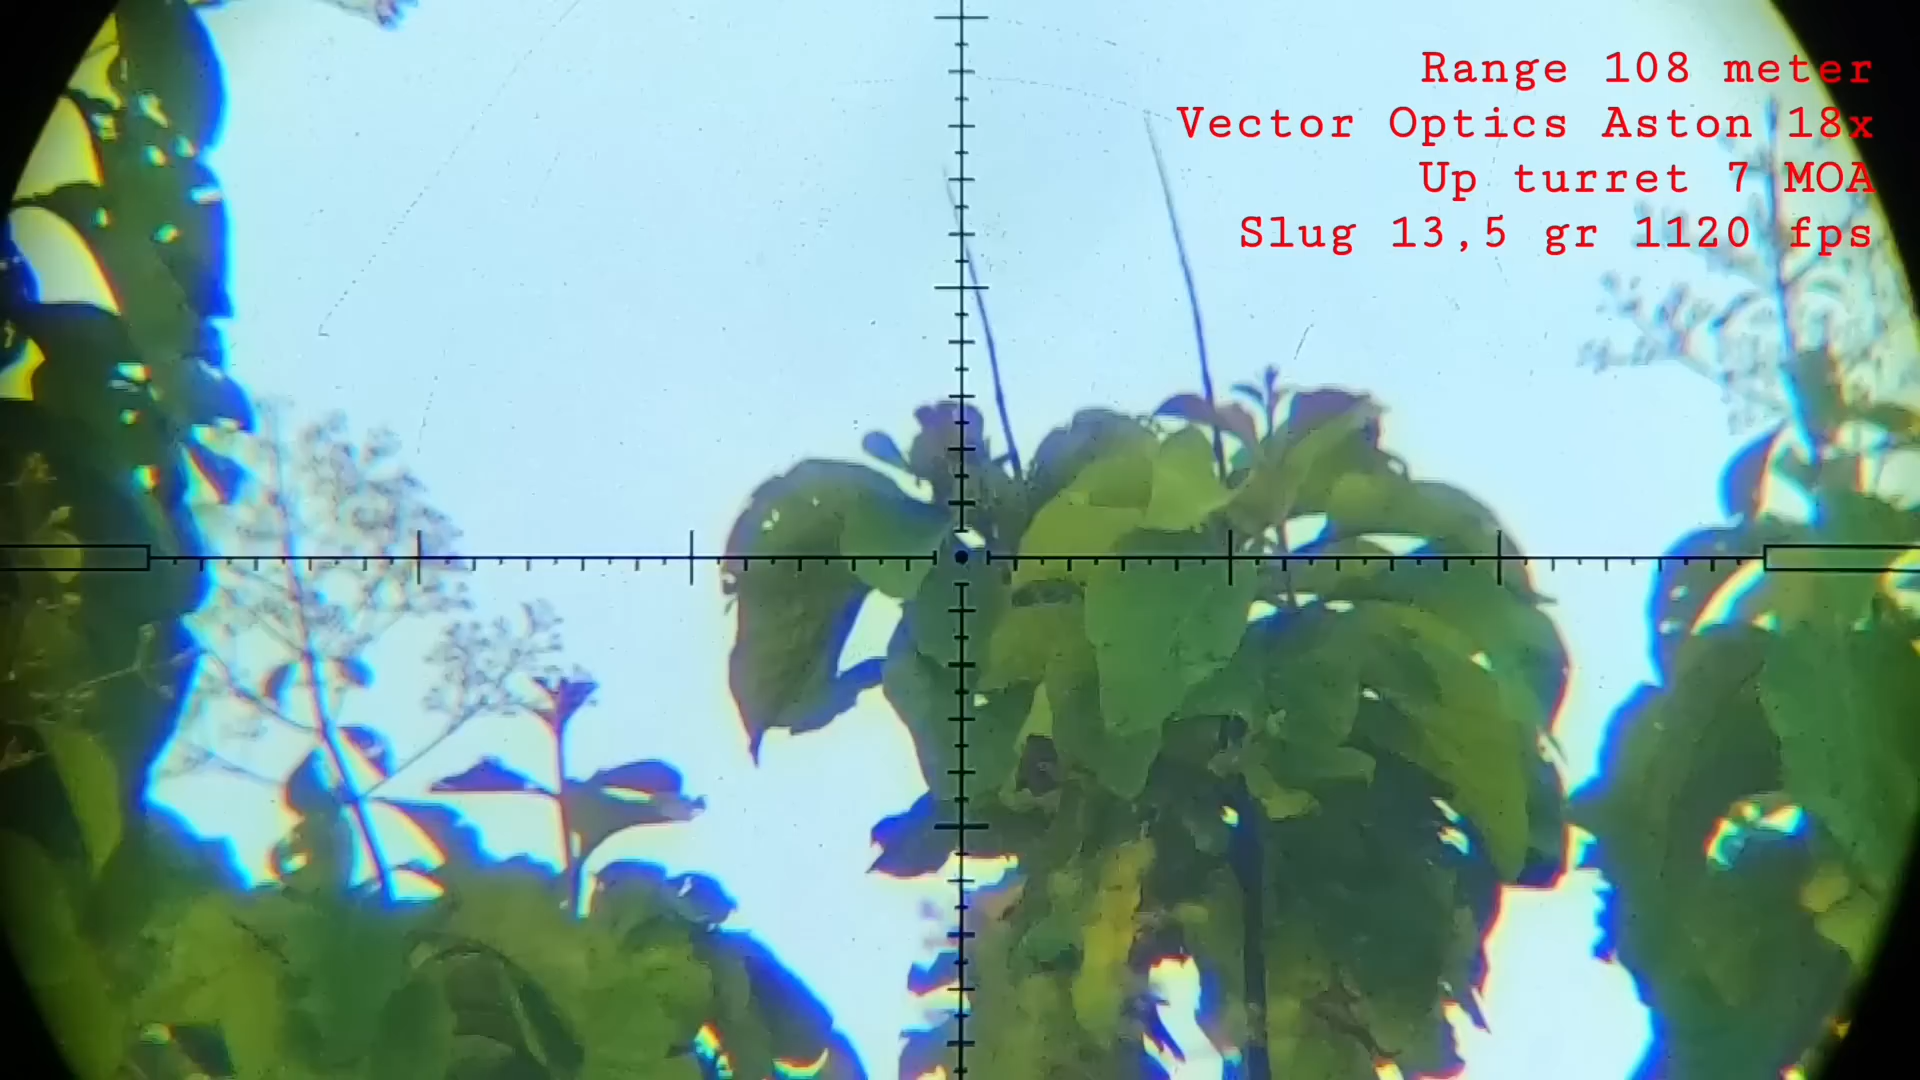 Range 108 meter
Vector Optics Aston 18x
Up turret 7 MOA
Slug 13,5 gr 1120 fps